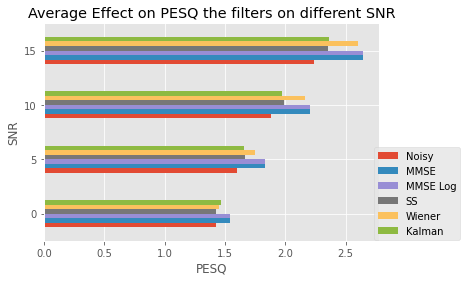 Average Effect on PESQ the filters on different SNR
SNR
15
10
5
0
0.0 0.5 1.0 1.5 2.0 2.5
PESQ
Noisy
MMSE
MMSE Log
SS
Wiener
Kalman